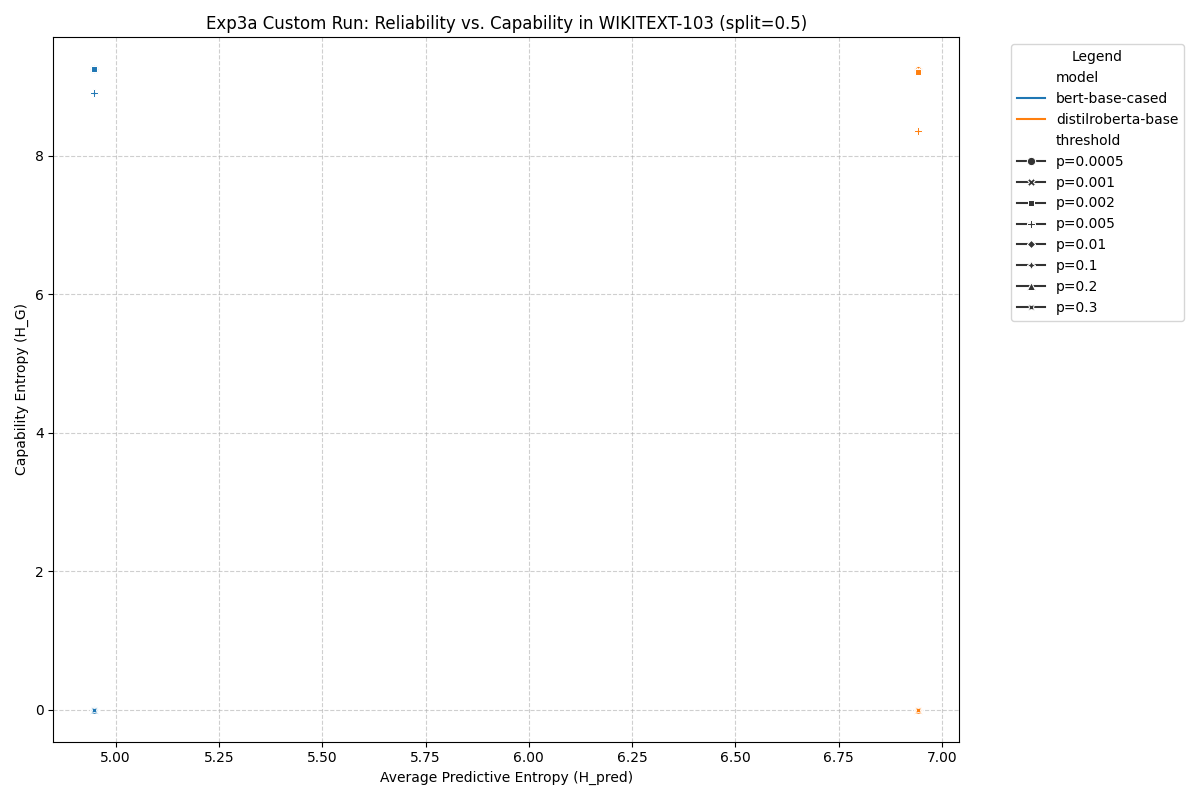 Exp3a Custom Run: Reliability vs. Capability in WIKITEXT-103 (split=0.5)
Legend
model
bert-base-cased
distilroberta-base
threshold
p=0.0005
p=0.001
p=0.002
p=0.005
p=0.01
p=0.1
p=0.2
p=0.3
Capability Entropy (H_G)
8
6
4
2
0
5.00 5.25 5.50 5.75 6.00 6.25 6.50 6.75 7.00
Average Predictive Entropy (H_pred)